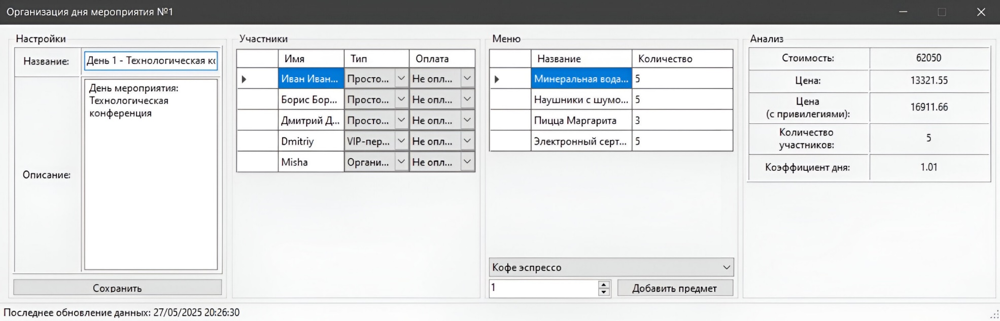 Организация дня мероприятия №1
Настройки
Название:
День 1 - Технологическая к
Описание:
День мероприятия:
Технологическая
конференция
Сохранить
Участники
Имя Тип Оплата
Иван Иван... Просто... Не опл...
Борис Бор... Просто... Не опл...
Дмитрий Д... Просто... Не опл...
Dmitriy VIP-пер... Не опл...
Misha Органи... Не опл...
Меню
Название Количество
Минеральная вода... 5
Наушники с шумо... 5
Пицца Маргарита 3
Электронный серт... 5
Кофе эспрессо
1
Добавить предмет
Анализ
Стоимость: 62050
Цена: 13321.55
Цена
(с привилегиями): 16911.66
Количество
участников: 5
Коэффициент дня: 1.01
Последнее обновление данных: 27/05/2025 20:26:30